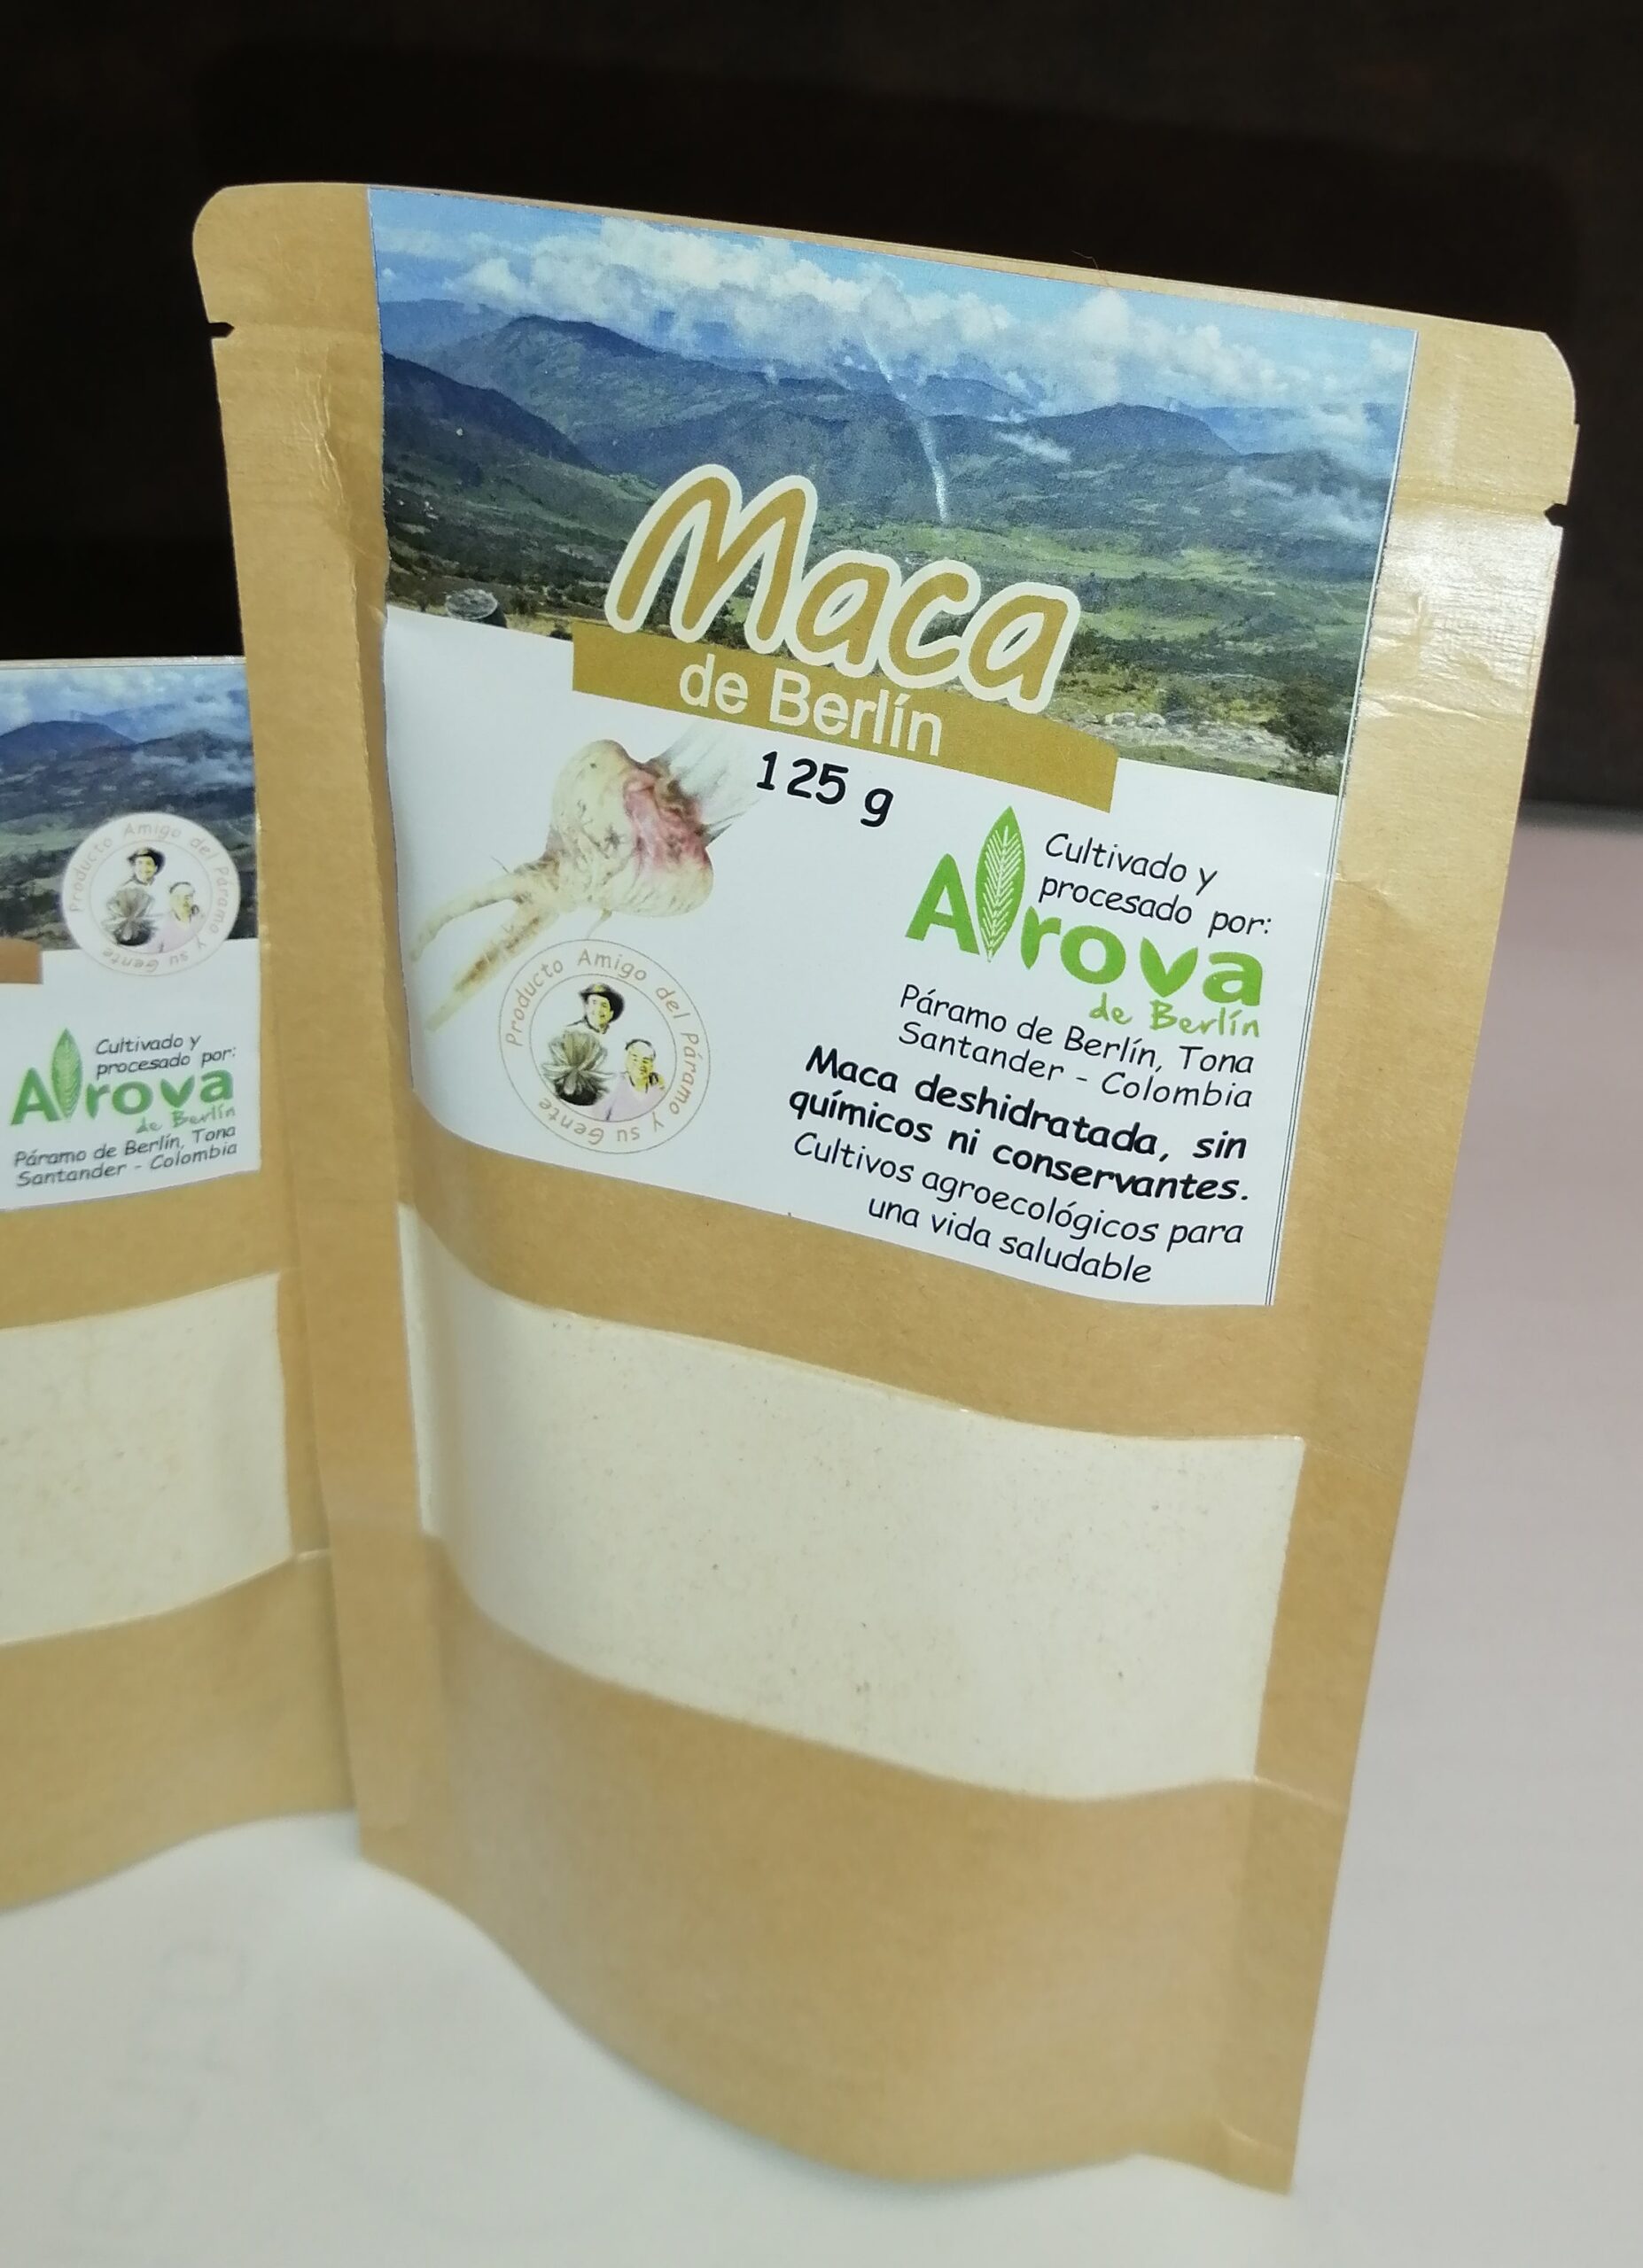 Maca
de Berlín
125 g
Cultivado y
procesado por:
Alrova
de Berlín
Páramo de Berlín, Tona
Santander - Colombia
Maca deshidratada, sin
químicos ni conservantes.
Cultivos agroecológicos para
una vida saludable
Producto Amigo del Páramo y su Gente
Producto Amigo del Páramo y su Gente
Cultivado y
procesado por:
Alrova
de Berlín
Páramo de Berlín, Tona
Santander - Colombia